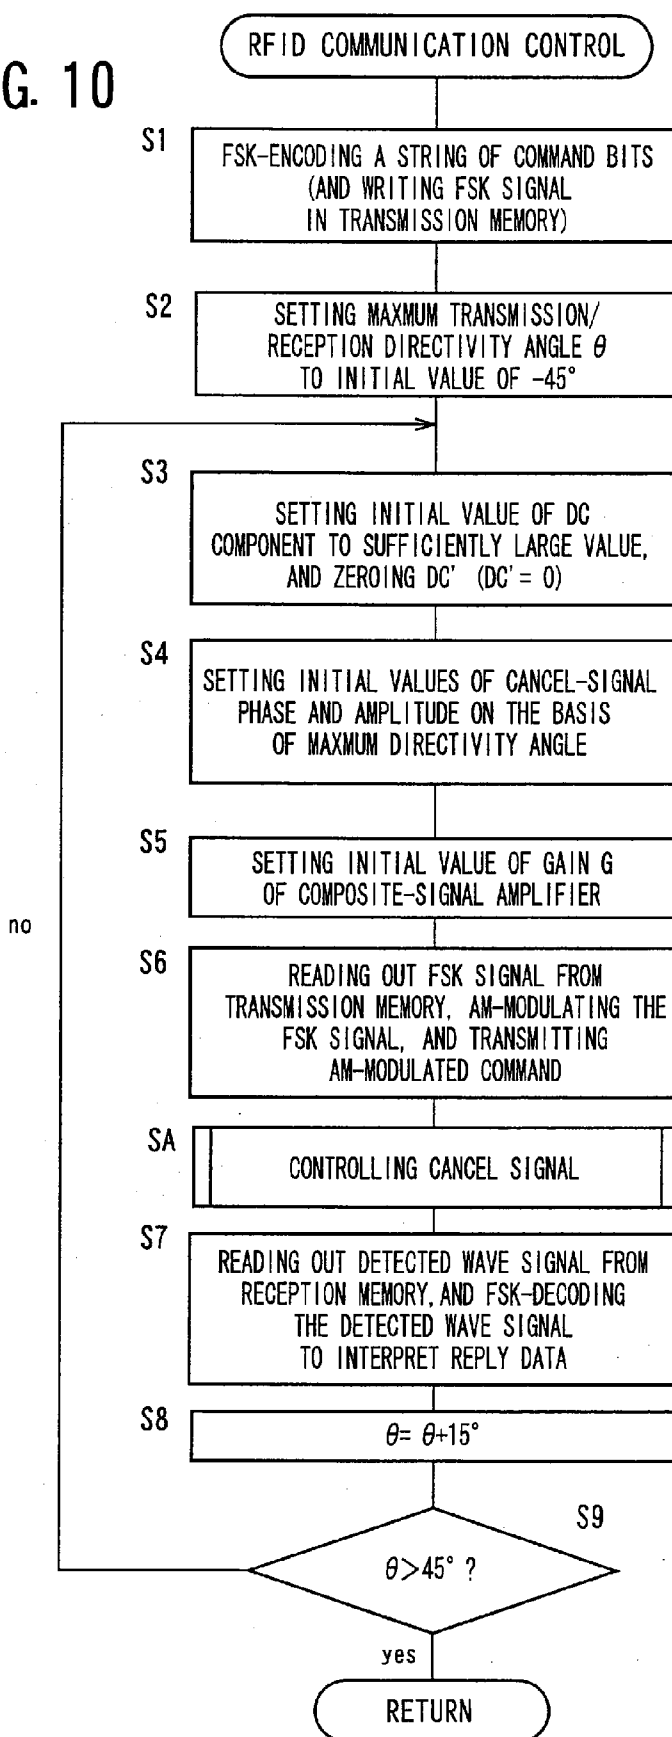 RFID COMMUNICATION CONTROL
G. 10
S1
FSK-ENCODING A STRING OF COMMAND BITS
(AND WRITING FSK SIGNAL
IN TRANSMISSION MEMORY)
S2
SETTING MAXMUM TRANSMISSION/
RECEPTION DIRECTIVITY ANGLE θ
TO INITIAL VALUE OF -45°
S3
SETTING INITIAL VALUE OF DC
COMPONENT TO SUFFICIENTLY LARGE VALUE,
AND ZEROING DC' (DC'= 0)
S4
SETTING INITIAL VALUES OF CANCEL-SIGNAL
PHASE AND AMPLITUDE ON THE BASIS
OF MAXMUM DIRECTIVITY ANGLE
S5
SETTING INITIAL VALUE OF GAIN G
OF COMPOSITE-SIGNAL AMPLIFIER
no
S6
READING OUT FSK SIGNAL FROM
TRANSMISSION MEMORY, AM-MODULATING THE
FSK SIGNAL, AND TRANSMITTING
AM-MODULATED COMMAND
SA
CONTROLLING CANCEL SIGNAL
S7
READING OUT DETECTED WAVE SIGNAL FROM
RECEPTION MEMORY, AND FSK-DECODING
THE DETECTED WAVE SIGNAL
TO INTERPRET REPLY DATA
S8
θ= θ+15°
S9
θ>45° ?
yes
RETURN